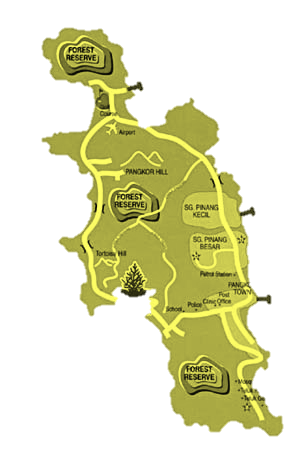 FOREST
RESERVE
Course
Airport
PANGKOR HILL
FOREST
RESERVE
SG. PINANG
KECIL
SG. PINANG
BESAR
Tortoise Hill
Petrol Station
TOWN
Post
Clinic Office
Police
School
FOREST
RESERVE